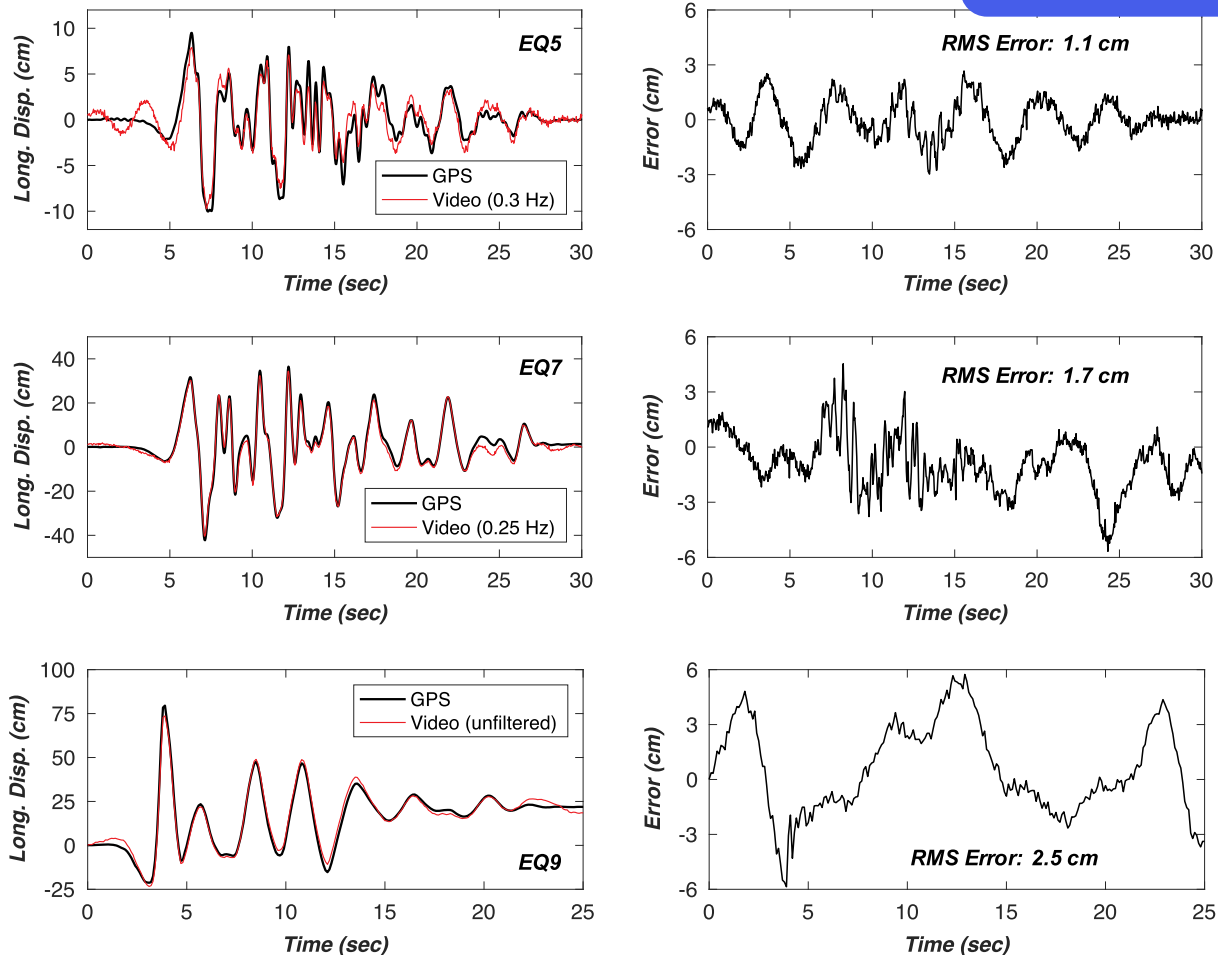 Long. Disp. (cm)
10
5
0
-5
-10
EQ5
GPS
Video (0.3 Hz)
0 5 10 15 20 25 30
Time (sec)
Error (cm)
6
3
0
-3
-6
RMS Error: 1.1 cm
0 5 10 15 20 25 30
Time (sec)
Long. Disp. (cm)
40
20
0
-20
-40
EQ7
GPS
Video (0.25 Hz)
0 5 10 15 20 25 30
Time (sec)
Error (cm)
6
3
0
-3
-6
RMS Error: 1.7 cm
0 5 10 15 20 25 30
Time (sec)
Long. Disp. (cm)
100
75
50
25
0
-25
GPS
Video (unfiltered)
EQ9
0 5 10 15 20 25
Time (sec)
Error (cm)
6
3
0
-3
-6
RMS Error: 2.5 cm
0 5 10 15 20 25
Time (sec)